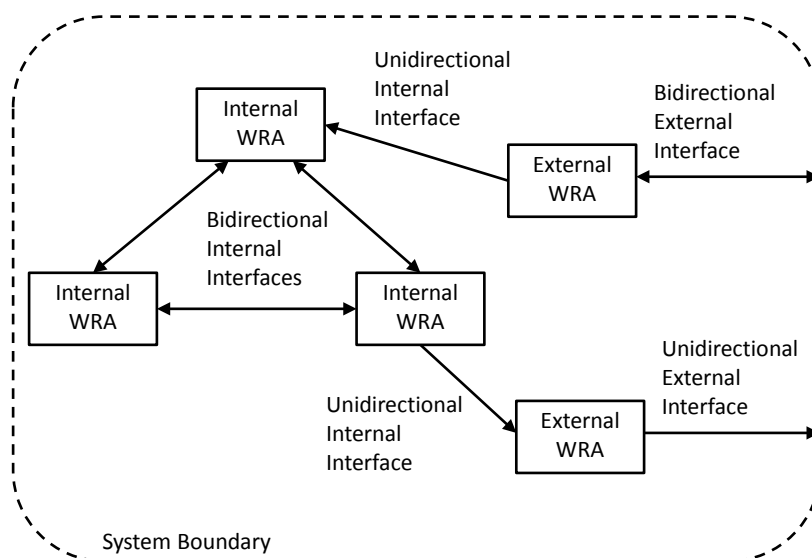 Unidirectional
Internal
Interface
Internal
WRA
Bidirectional
External
Interface
External
WRA
Bidirectional
Internal
Interfaces
Internal
WRA
Internal
WRA
Unidirectional
External
Interface
Unidirectional
Internal
Interface
External
WRA
System Boundary